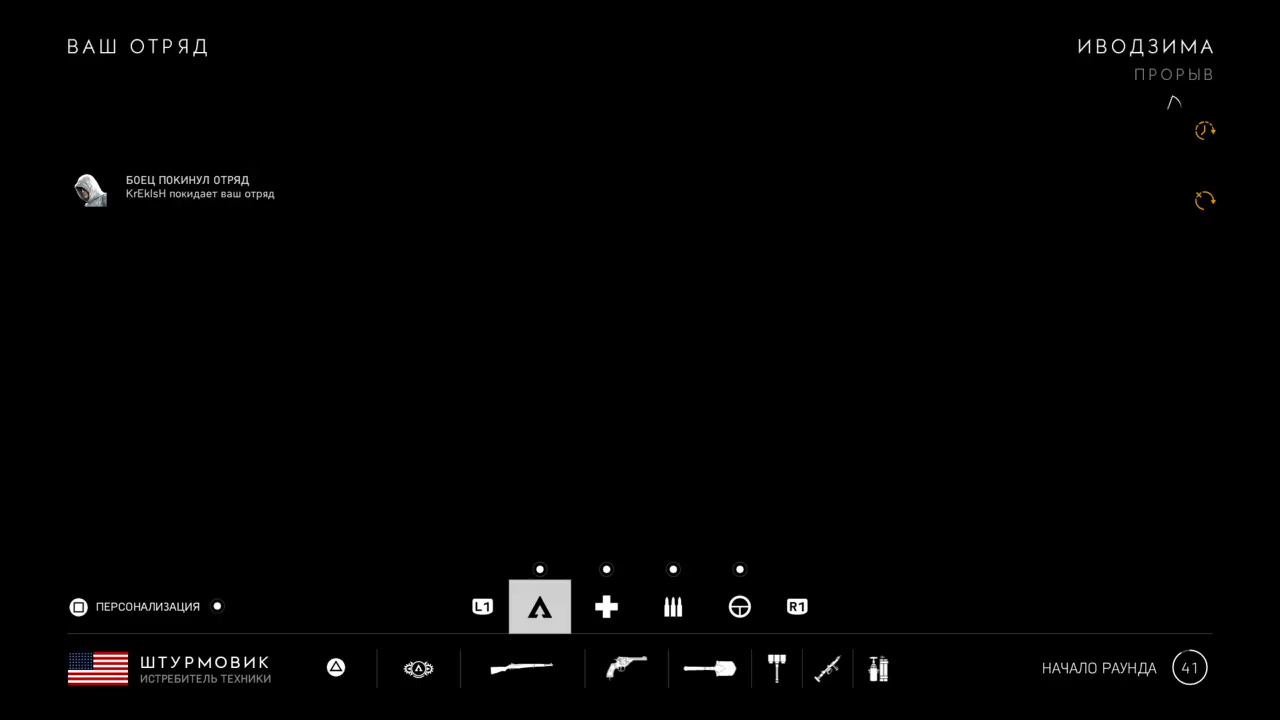 ВАШ ОТРЯД
ИВОДЗИМА
ПРОРЫВ
БОЕЦ ПОКИНУЛ ОТРЯД
KrEkIsH покидает ваш отряд
ПЕРСОНАЛИЗАЦИЯ
L1
R1
ШТУРМОВИК
ИСТРЕБИТЕЛЬ ТЕХНИКИ
НАЧАЛО РАУНДА 41